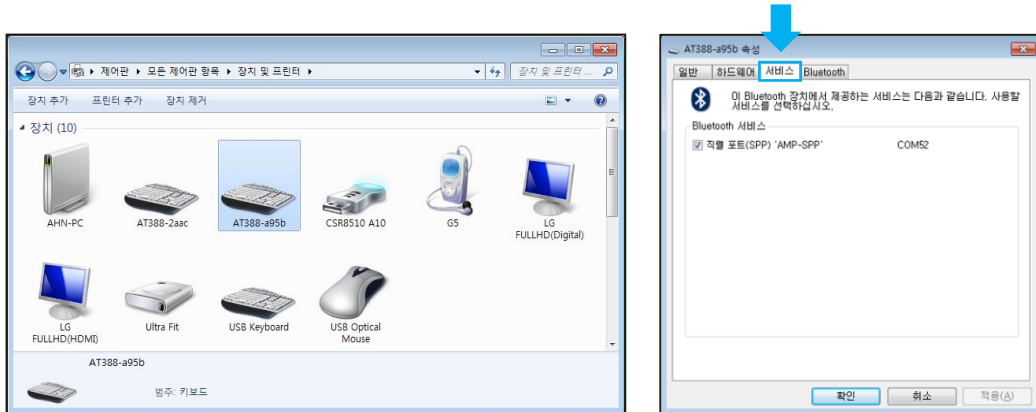 제어판 ▸ 모든 제어판 항목 ▸ 장치 및 프린터 ▸
장치 및 프린터 ...
장치 추가 프린터 추가 장치 제거
장치 (10)
AHN-PC
AT388-2aac
AT388-a95b
CSR8510 A10
G5
LG
FULLHD(Digital)
LG
FULLHD(HDMI)
Ultra Fit
USB Keyboard
USB Optical
Mouse
AT388-a95b
범주: 키보드
AT388-a95b 속성
일반 하드웨어 서비스 Bluetooth
이 Bluetooth 장치에서 제공하는 서비스는 다음과 같습니다. 사용할
서비스를 선택하십시오.
Bluetooth 서비스
직렬 포트(SPP) 'AMP-SPP' COM52
확인 취소 적용(A)